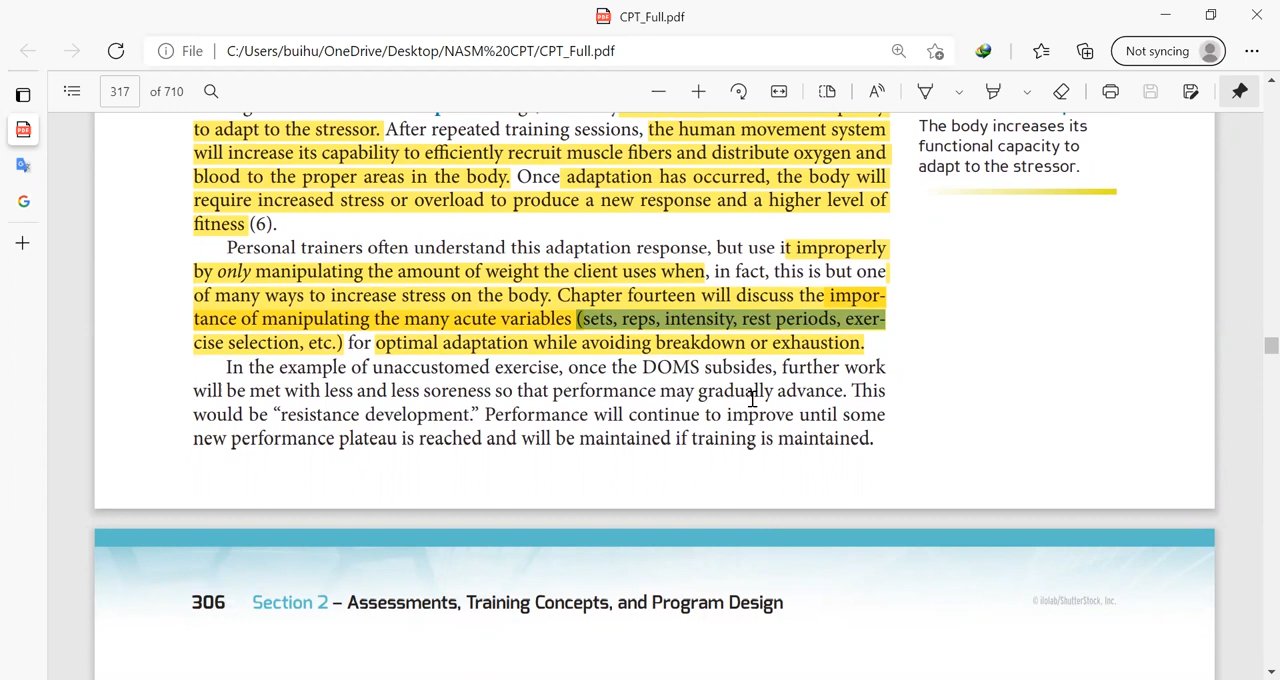 CPT_Full.pdf
File
C:/Users/buihu/OneDrive/Desktop/NASM%20CPT/CPT_Full.pdf
Not syncing
317 of 710
to adapt to the stressor. After repeated training sessions, the human movement system
will increase its capability to efficiently recruit muscle fibers and distribute oxygen and
blood to the proper areas in the body. Once adaptation has occurred, the body will
require increased stress or overload to produce a new response and a higher level of
fitness (6).
Personal trainers often understand this adaptation response, but use it improperly
by only manipulating the amount of weight the client uses when, in fact, this is but one
of many ways to increase stress on the body. Chapter fourteen will discuss the impor-
tance of manipulating the many acute variables (sets, reps, intensity, rest periods, exer-
cise selection, etc.) for optimal adaptation while avoiding breakdown or exhaustion.
In the example of unaccustomed exercise, once the DOMS subsides, further work
will be met with less and less soreness so that performance may gradually advance. This
would be “resistance development.” Performance will continue to improve until some
new performance plateau is reached and will be maintained if training is maintained.
The body increases its
functional capacity to
adapt to the stressor.
306 Section 2 – Assessments, Training Concepts, and Program Design
© ilolab/ShutterStock, Inc.